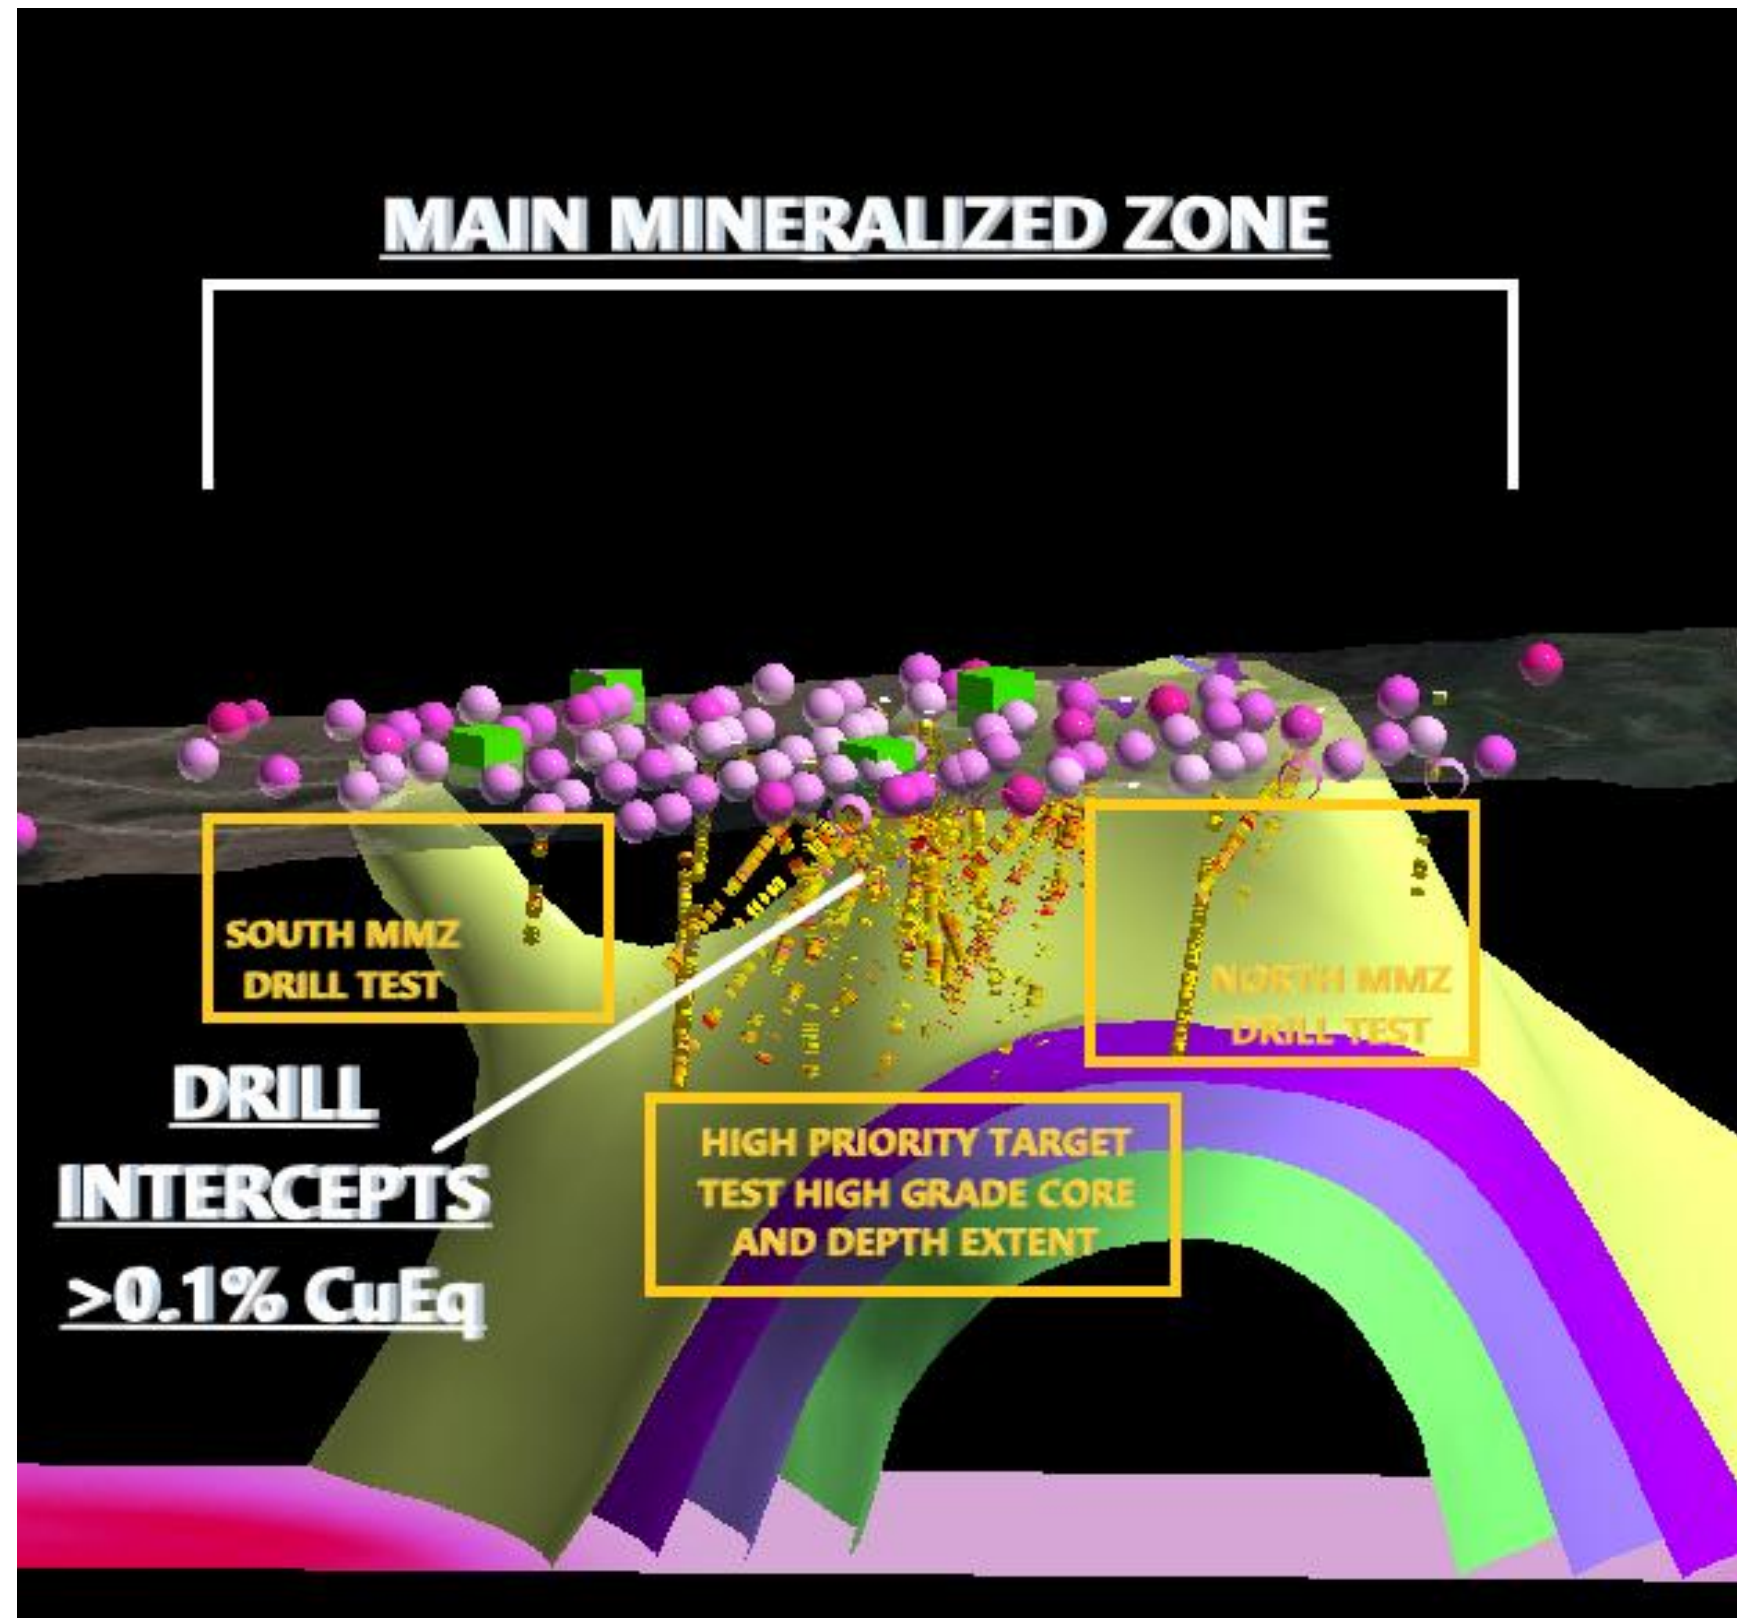 MAIN MINERALIZED ZONE
SOUTH MMZ
DRILL TEST
NORTH MMZ
DRILL TEST
DRILL
INTERCEPTS
>0.1% CuEq
HIGH PRIORITY TARGET
TEST HIGH GRADE CORE
AND DEPTH EXTENT